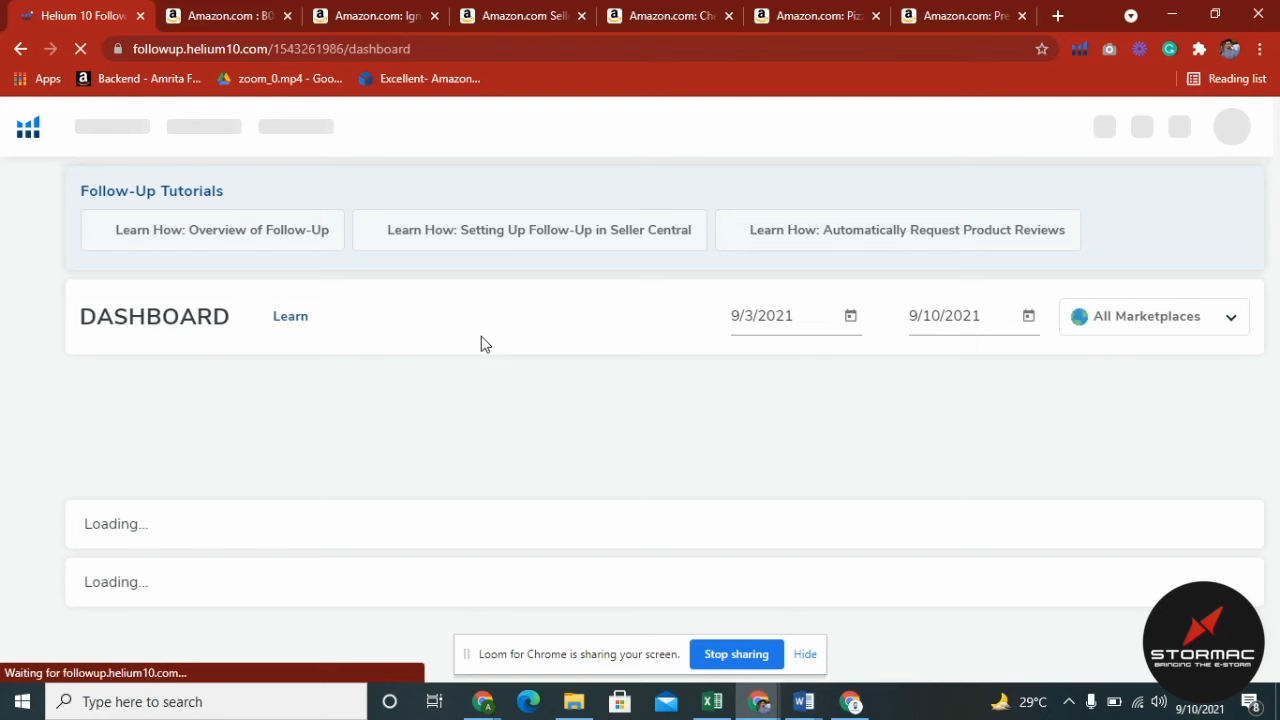 Helium 10 Follow
Amazon.com : B0
Amazon.com: Ign
Amazon.com Sell
Amazon.com: Che
Amazon.com: Piz
Amazon.com: Pre
followup.helium10.com/1543261986/dashboard
Apps
Backend - Amrita F...
zoom_0.mp4 - Goo...
Excellent- Amazon...
Reading list
Follow-Up Tutorials
Learn How: Overview of Follow-Up
Learn How: Setting Up Follow-Up in Seller Central
Learn How: Automatically Request Product Reviews
DASHBOARD
Learn
9/3/2021
9/10/2021
All Marketplaces
Loading...
Loading...
STORMAC
BRINGING THE E-STORM
Loom for Chrome is sharing your screen.
Stop sharing
Hide
Waiting for followup.helium10.com...
Type here to search
29°C
9/10/2021
8